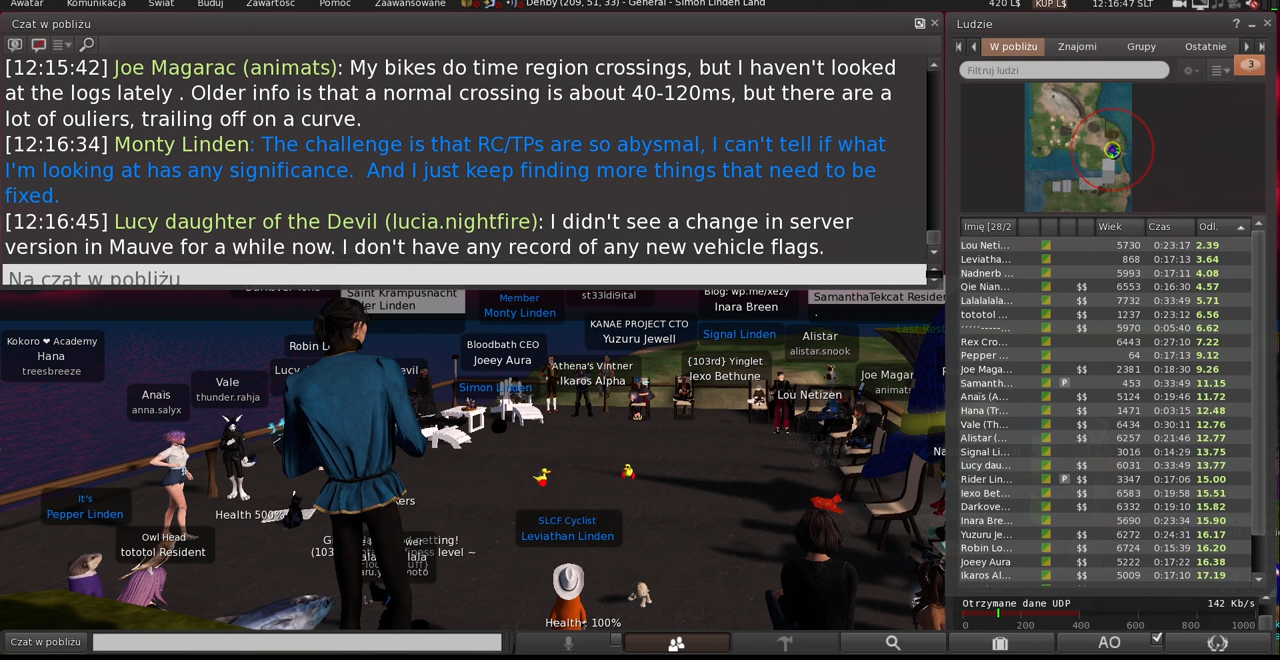 Awatar Komunikacja Świat Buduj Zawartość Pomoc Zaawansowane Denby (209, 51, 33) - General - Simon Linden Land 420 L$ KUP L$ 12:16:47 SLT
Czat w pobliżu
[12:15:42] Joe Magarac (animats): My bikes do time region crossings, but I haven't looked
at the logs lately . Older info is that a normal crossing is about 40-120ms, but there are a
lot of ouliers, trailing off on a curve.
[12:16:34] Monty Linden: The challenge is that RC/TPs are so abysmal, I can't tell if what
I'm looking at has any significance.  And I just keep finding more things that need to be
fixed.
[12:16:45] Lucy daughter of the Devil (lucia.nightfire): I didn't see a change in server
version in Mauve for a while now. I don't have any record of any new vehicle flags.
Na czat w pobliżu
Saint Krampusnacht
Linden
Member
Monty Linden
st33ldi9ital
Blog: wp.me/xezy
Inara Breen
SamanthaTekcat Residen
.
KANAE PROJECT CTO
Yuzuru Jewell
Signal Linden
Alistar
alistar.snook
Kokoro ❤ Academy
Hana
treesbreeze
Robin Lo
Bloodbath CEO
Joeey Aura
Lucy
evil
Simon Linden
Athena's Vintner
Ikaros Alpha
{103rd} Yinglet
Iexo Bethune
Joe Magar
animats
Lou Netizen
Anaïs
anna.salyx
Vale
thunder.rahja
It's
Pepper Linden
Health 500%
Owl Head
tototol Resident
SLCF Cyclist
Leviathan Linden
Health: 100%
Czat w pobliżu
Ludzie
W pobliżu Znajomi Grupy Ostatnie
Filtruj ludzi
3
Imię [28/2 Wiek Czas Odl.
Lou Neti... 5730 0:23:17 2.39
Leviatha... 868 0:17:13 3.64
Nadnerb ... 5993 0:17:11 4.08
Qie Nian... $$ 6553 0:16:30 4.57
Lalalalala... $$ 7732 0:33:49 5.71
tototol ... $$ 1237 0:23:12 6.56
$$ 5970 0:05:40 6.62
Rex Cro... 6443 0:27:10 7.22
Pepper ... 64 0:17:13 9.12
Joe Maga... $$ 2381 0:18:30 9.26
Samanth... P 453 0:33:49 11.15
Anaïs (A... $$ 5124 0:19:46 11.72
Hana (Tr... $$ 1471 0:03:15 12.48
Vale (Th... $$ 6434 0:30:11 12.76
Alistar (... $$ 6257 0:21:46 12.77
Signal Li... 3016 0:14:29 13.75
Lucy dau... $$ 6031 0:33:49 13.77
Rider Lin... P $$ 3347 0:17:06 15.00
Iexo Bet... $$ 6583 0:19:58 15.51
Darkove... $$ 6332 0:19:10 15.82
Inara Bre... 5690 0:23:34 15.90
Yuzuru Je... $$ 6272 0:24:31 16.17
Robin Lo... $$ 6724 0:15:39 16.20
Joeey Aura $$ 5222 0:17:22 16.38
Ikaros Al... $$ 5009 0:17:10 17.19
Otrzymane dane UDP 142 Kb/s
0 200 400 600 800 1000
AO